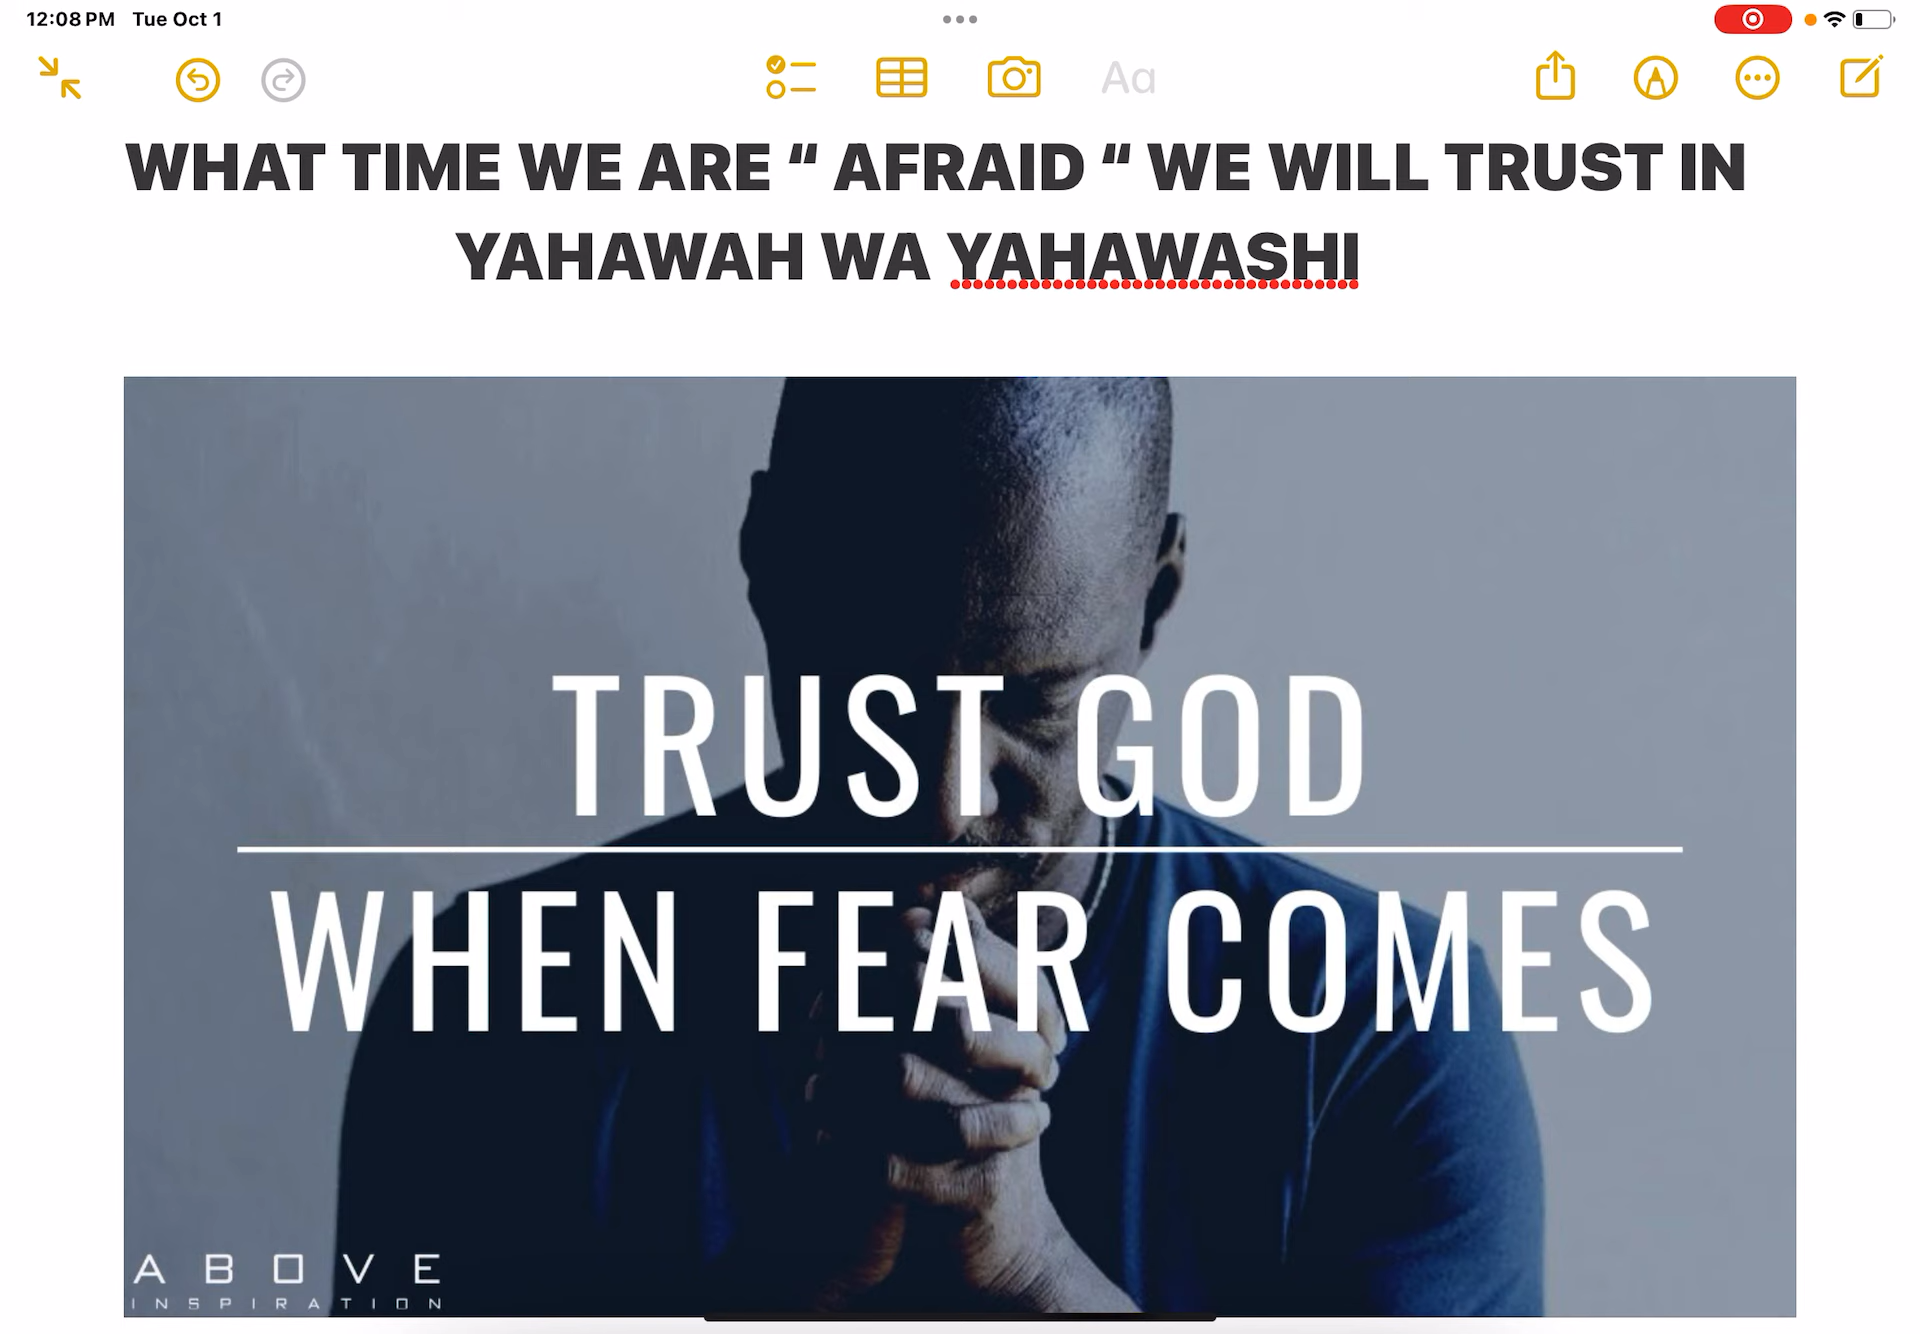 12:08 PM Tue Oct 1
Aa
WHAT TIME WE ARE “ AFRAID “ WE WILL TRUST IN
YAHAWAH WA YAHAWASHI
TRUST GOD
WHEN FEAR COMES
ABOVE
INSPIRATION